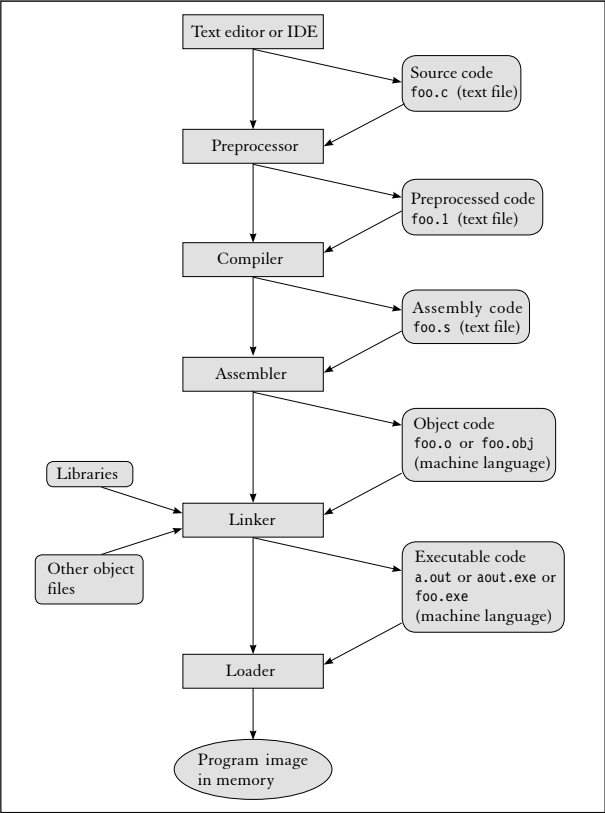 Text editor or IDE
Source code
foo.c (text file)
Preprocessor
Preprocessed code
foo.1 (text file)
Compiler
Assembly code
foo.s (text file)
Assembler
Object code
foo.o or foo.obj
(machine language)
Libraries
Linker
Other object
files
Executable code
a.out or aout.exe or
foo.exe
(machine language)
Loader
Program image
in memory